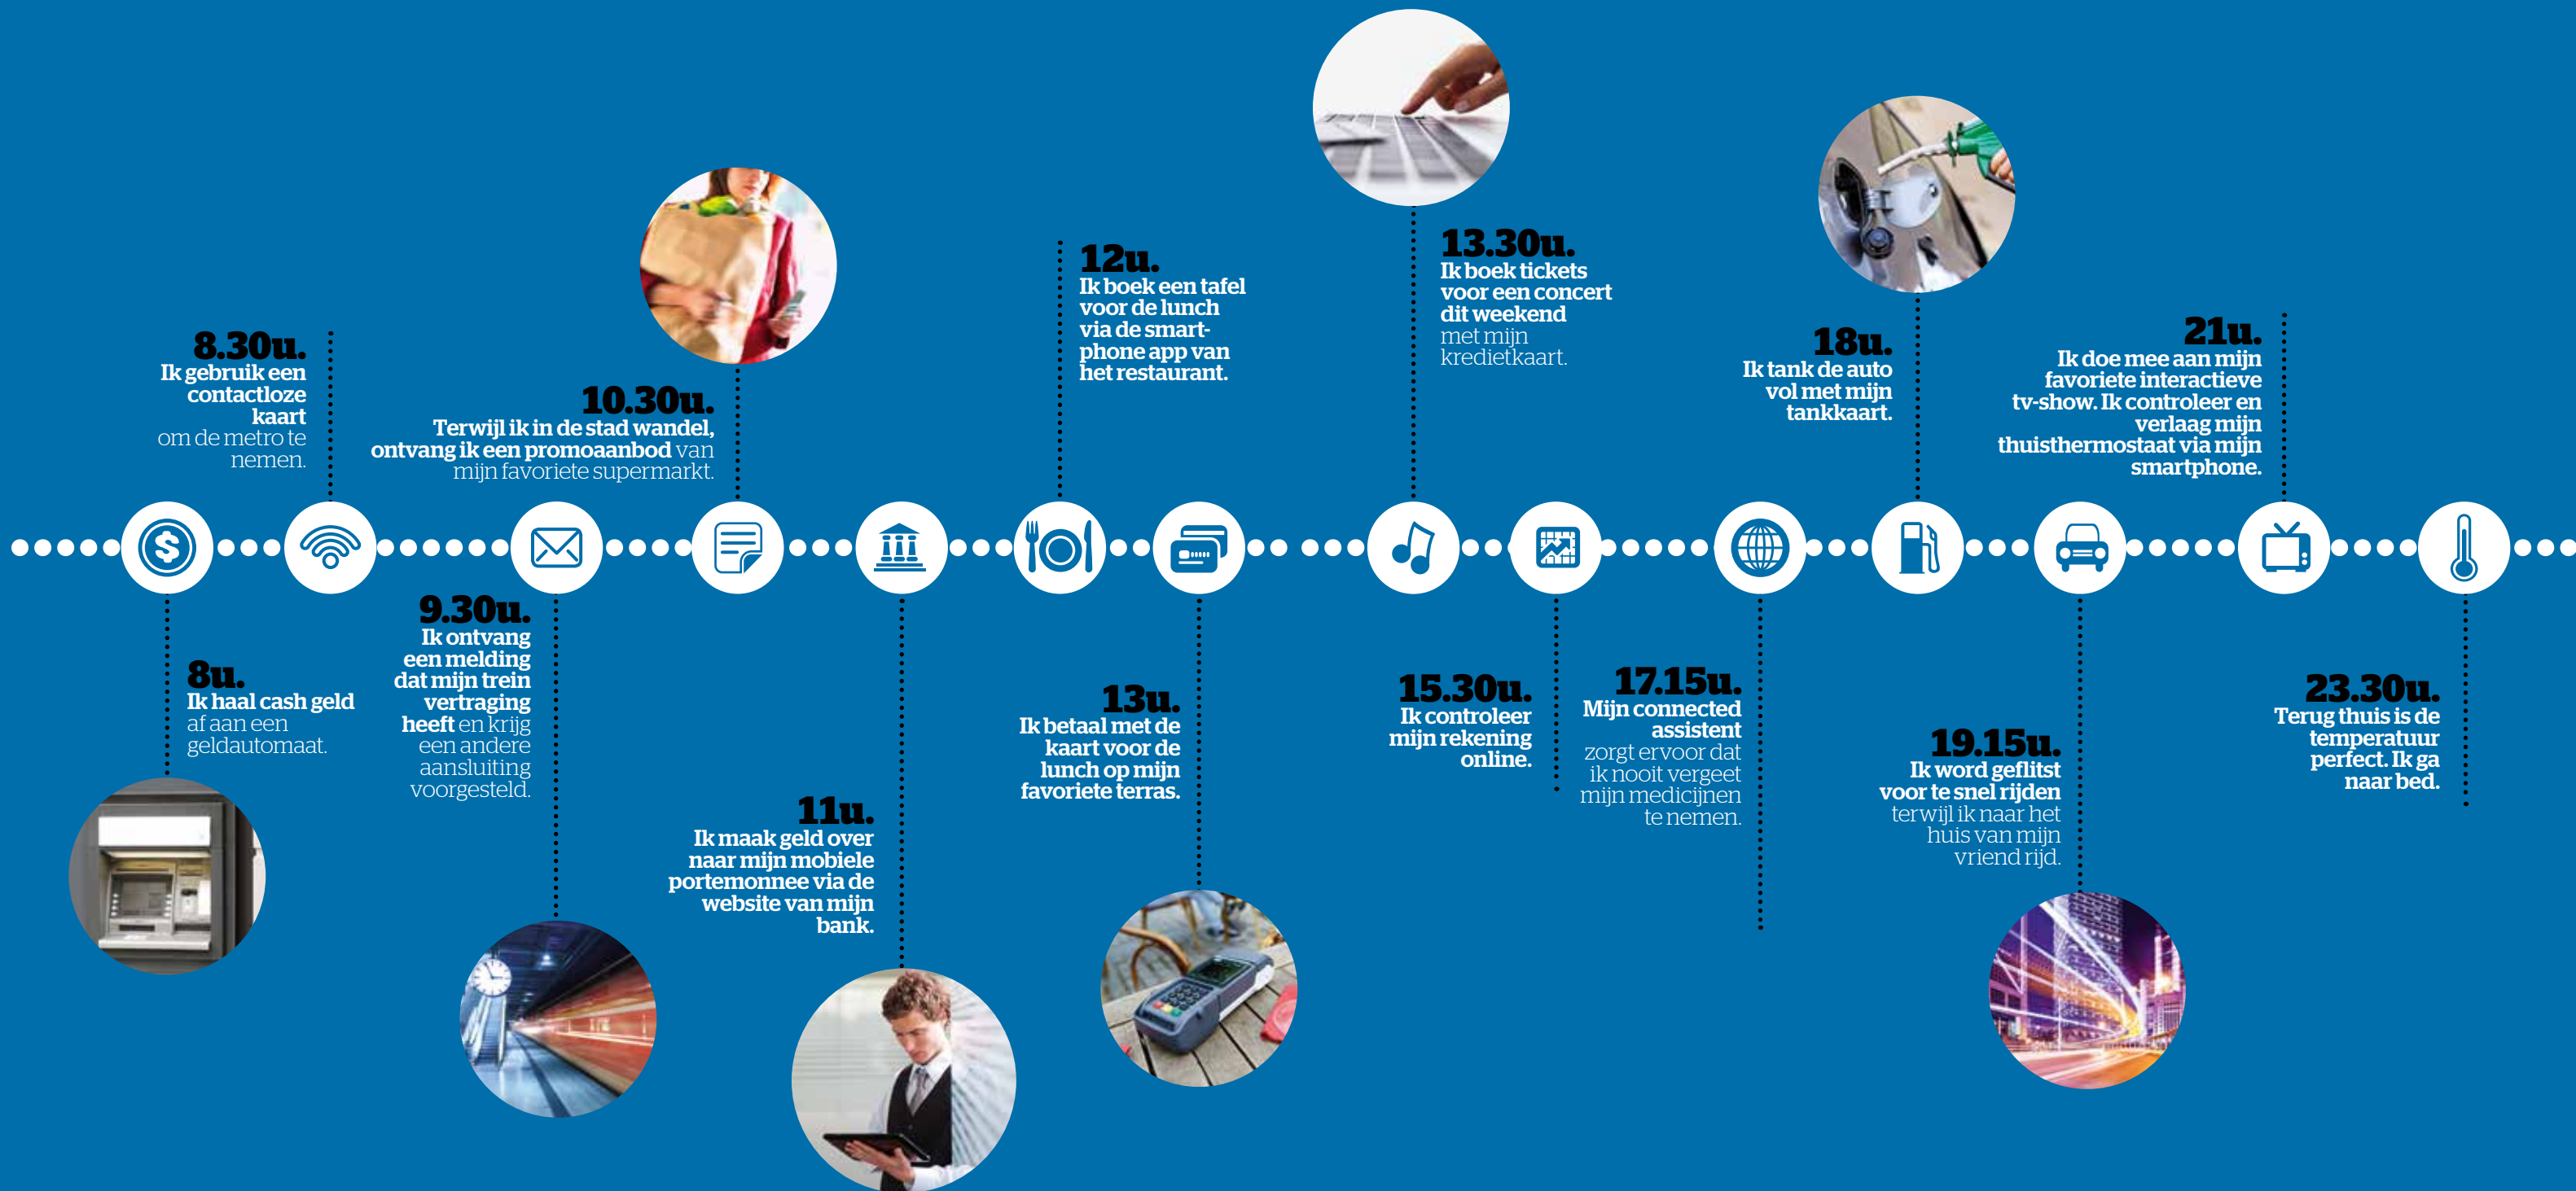 8u.
Ik haal cash geld
af aan een
geldautomaat.
8.30u.
Ik gebruik een
contactloze
kaart
om de metro te
nemen.
9.30u.
Ik ontvang
een melding
dat mijn trein
vertraging
heeft en krijg
een andere
aansluiting
voorgesteld.
10.30u.
Terwijl ik in de stad wandel,
ontvang ik een promoaanbod van
mijn favoriete supermarkt.
11u.
Ik maak geld over
naar mijn mobiele
portemonnee via de
website van mijn
bank.
12u.
Ik boek een tafel
voor de lunch
via de smart-
phone app van
het restaurant.
13u.
Ik betaal met de
kaart voor de
lunch op mijn
favoriete terras.
13.30u.
Ik boek tickets
voor een concert
dit weekend
met mijn
kredietkaart.
15.30u.
Ik controleer
mijn rekening
online.
17.15u.
Mijn connected
assistent
zorgt ervoor dat
ik nooit vergeet
mijn medicijnen
te nemen.
18u.
Ik tank de auto
vol met mijn
tankkaart.
19.15u.
Ik word geflitst
voor te snel rijden
terwijl ik naar het
huis van mijn
vriend rijd.
21u.
Ik doe mee aan mijn
favoriete interactieve
tv-show. Ik controleer en
verlaag mijn
thuisthermostaat via mijn
smartphone.
23.30u.
Terug thuis is de
temperatuur
perfect. Ik ga
naar bed.